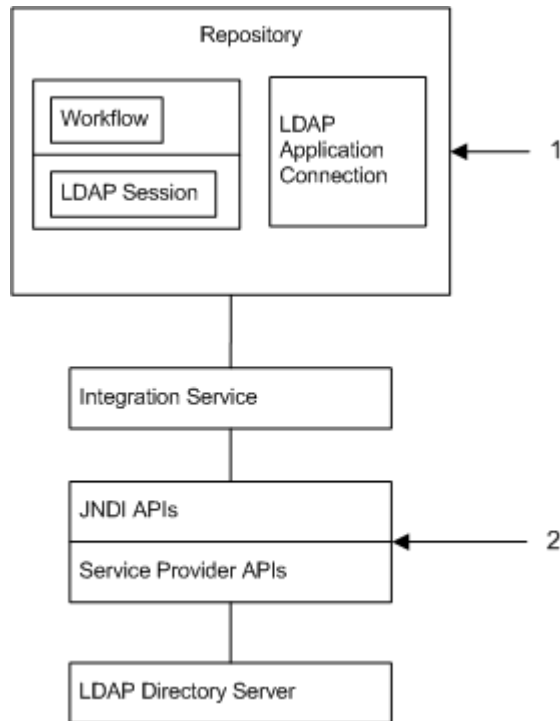 Repository
Workflow
LDAP Session
LDAP
Application
Connection
1
Integration Service
JNDI APIs
Service Provider APIs
2
LDAP Directory Server